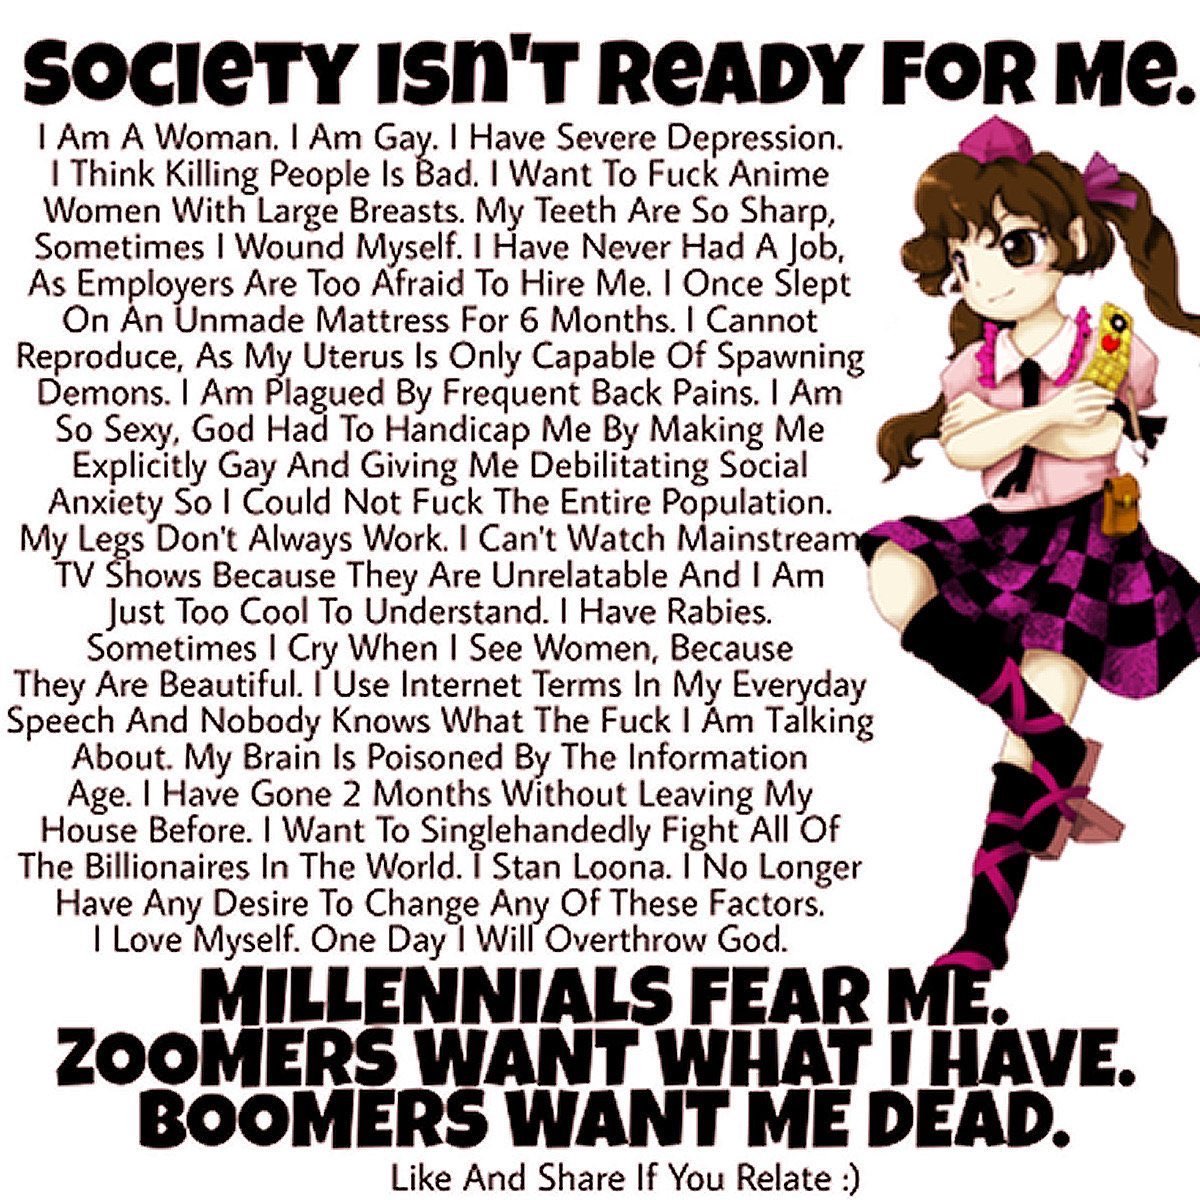 Society Isn't Ready For Me.
I Am A Woman. I Am Gay. I Have Severe Depression.
I Think Killing People Is Bad. I Want To Fuck Anime
Women With Large Breasts. My Teeth Are So Sharp,
Sometimes I Wound Myself. I Have Never Had A Job,
As Employers Are Too Afraid To Hire Me. I Once Slept
On An Unmade Mattress For 6 Months. I Cannot
Reproduce, As My Uterus Is Only Capable Of Spawning
Demons. I Am Plagued By Frequent Back Pains. I Am
So Sexy, God Had To Handicap Me By Making Me
Explicitly Gay And Giving Me Debilitating Social
Anxiety So I Could Not Fuck The Entire Population.
My Legs Don't Always Work. I Can't Watch Mainstream
TV Shows Because They Are Unrelatable And I Am
Just Too Cool To Understand. I Have Rabies.
Sometimes I Cry When I See Women, Because
They Are Beautiful. I Use Internet Terms In My Everyday
Speech And Nobody Knows What The Fuck I Am Talking
About. My Brain Is Poisoned By The Information
Age. I Have Gone 2 Months Without Leaving My
House Before. I Want To Singlehandedly Fight All Of
The Billionaires In The World. I Stan Loona. I No Longer
Have Any Desire To Change Any Of These Factors.
I Love Myself. One Day I Will Overthrow God.
MILLENNIALS FEAR ME.
ZOOMERS WANT WHAT I HAVE.
BOOMERS WANT ME DEAD.
Like And Share If You Relate :)